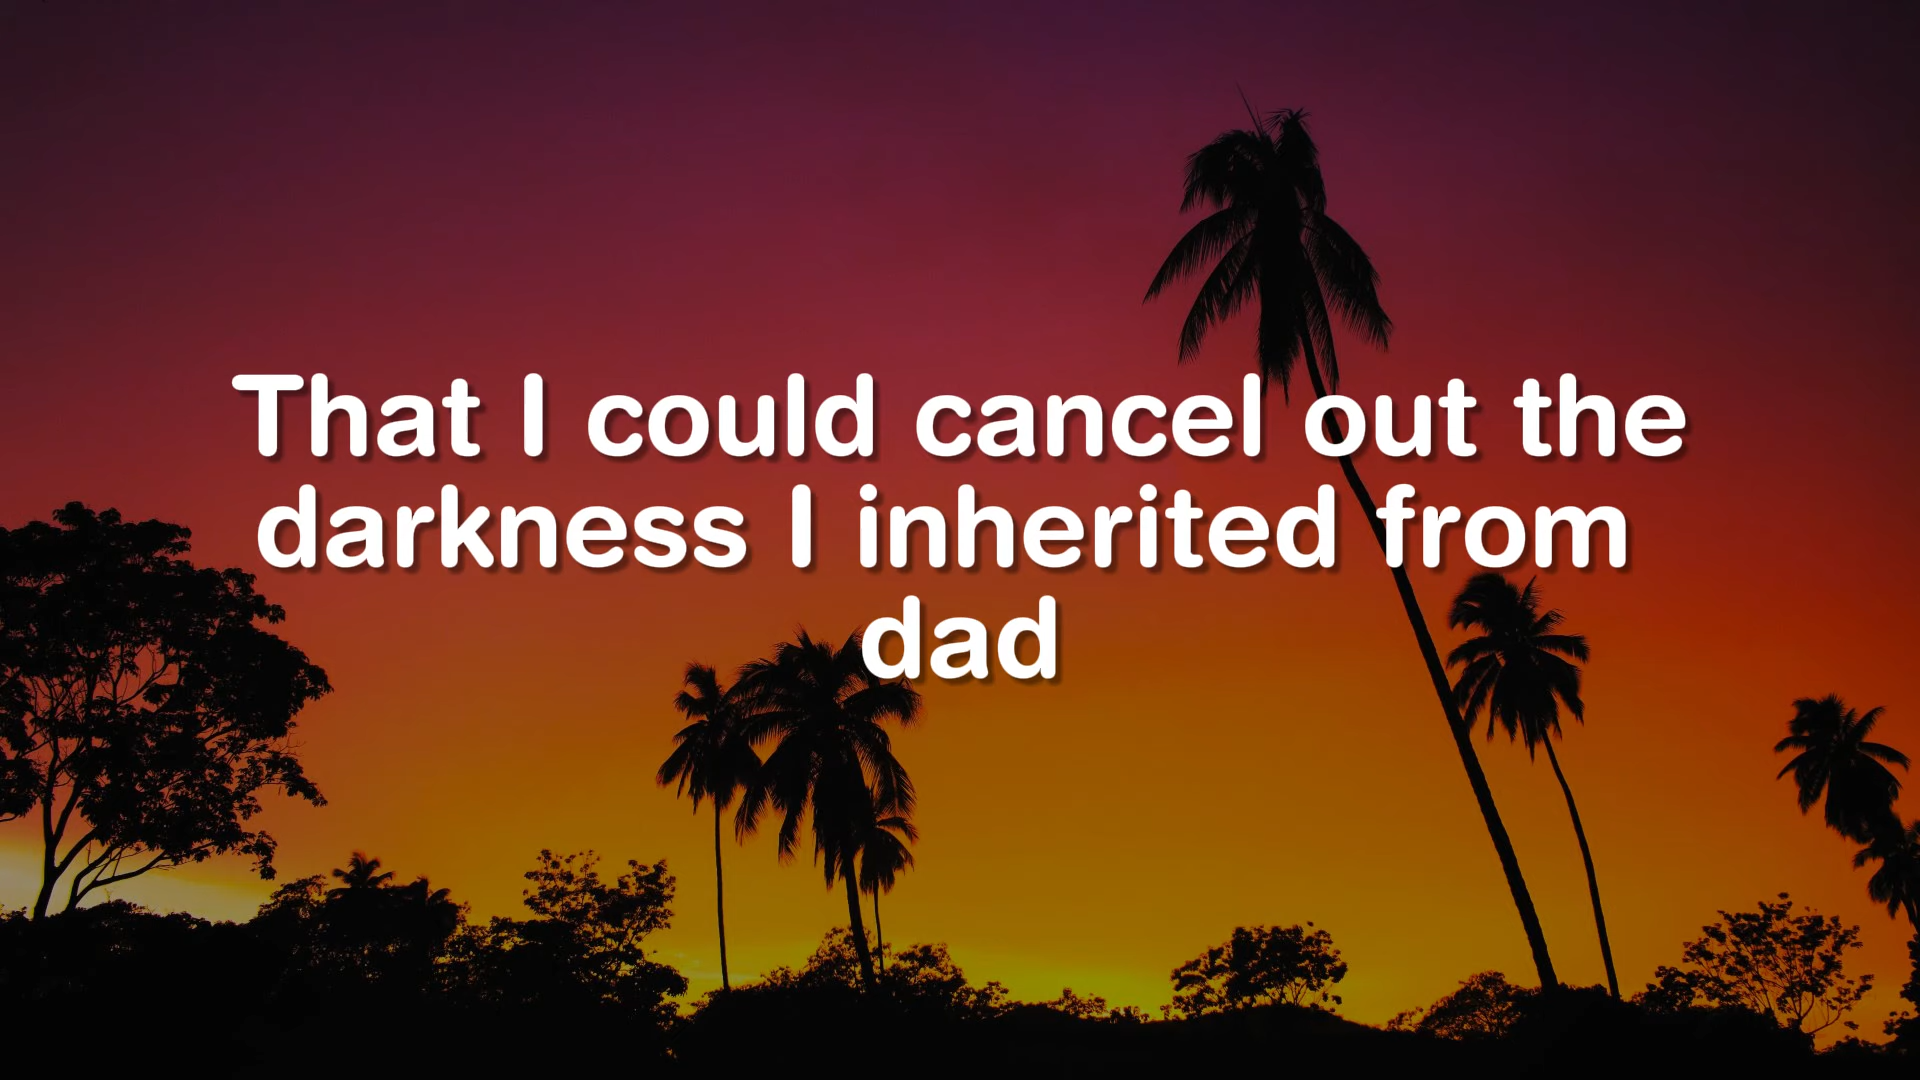 That I could cancel out the
darkness I inherited from
dad